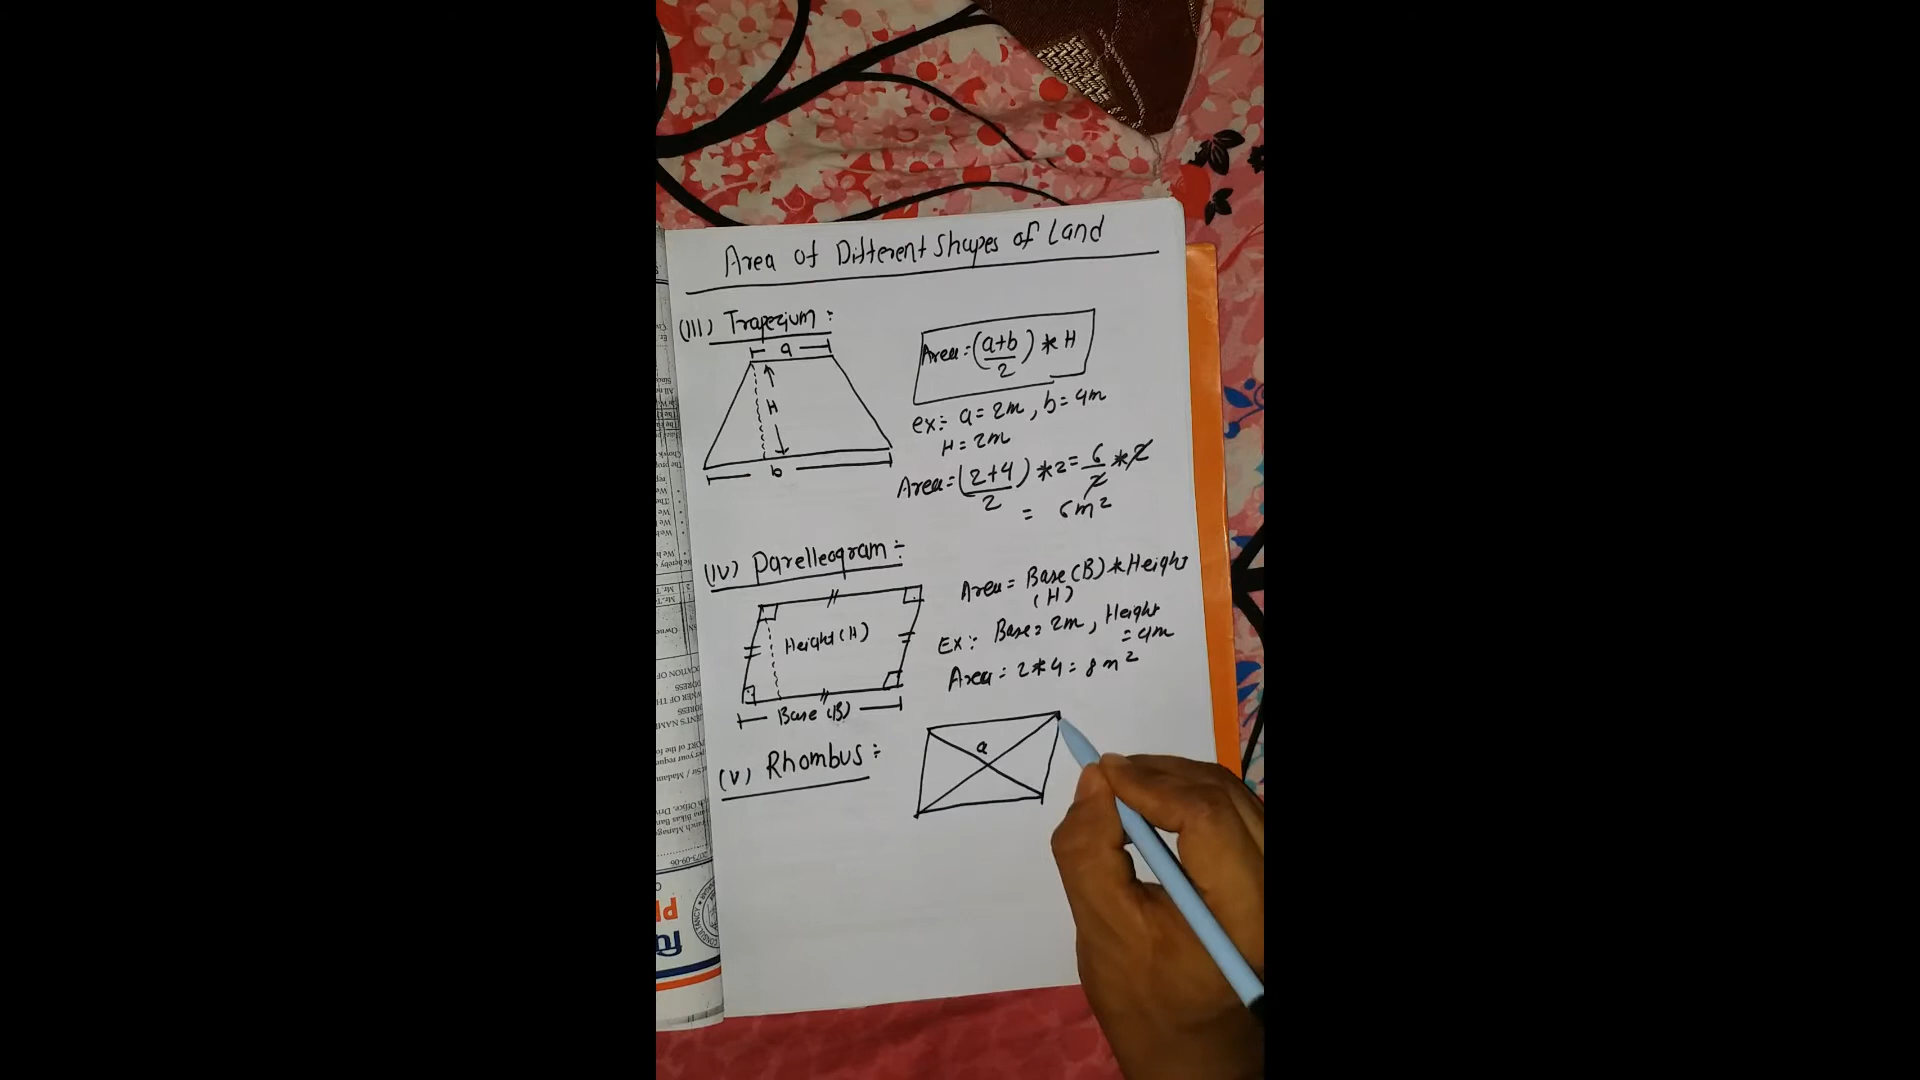 Area of Different Shapes of Land
(III) Trapezium :-
a
H
b
Area = (a+b/2) * H
ex:- a = 2m, b = 4m
H = 2m
Area = (2+4/2) * 2 = 6/2 * 2
= 6m²
(IV) Parelleogram :-
Height (H)
Base (B)
Area = Base (B) * Height
(H)
Ex:- Base = 2m, Height
= 4m
Area = 2 * 4 = 8m²
(V) Rhombus :-
a